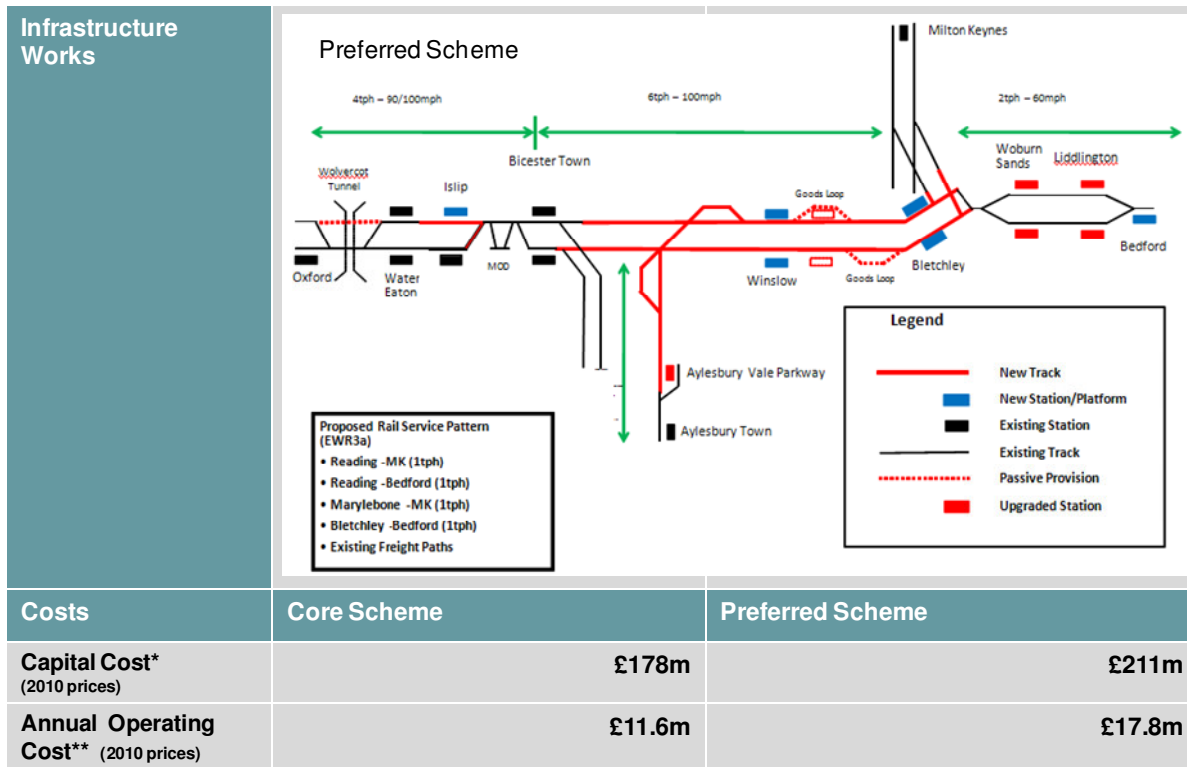 Infrastructure
Works
Preferred Scheme
Milton Keynes
4tph – 90/100mph
6tph – 100mph
2tph – 60mph
Bicester Town
Woburn
Sands
Liddlington
Wolvercot
Tunnel
Islip
Goods Loop
Oxford
Water
Eaton
MOD
Winslow
Goods Loop
Bletchley
Bedford
Aylesbury Vale Parkway
Aylesbury Town
Proposed Rail Service Pattern
(EWR3a)
• Reading -MK (1tph)
• Reading -Bedford (1tph)
• Marylebone -MK (1tph)
• Bletchley -Bedford (1tph)
• Existing Freight Paths
Legend
New Track
New Station/Platform
Existing Station
Existing Track
Passive Provision
Upgraded Station
Costs Core Scheme Preferred Scheme
Capital Cost* £178m £211m
(2010 prices)
Annual Operating £11.6m £17.8m
Cost** (2010 prices)